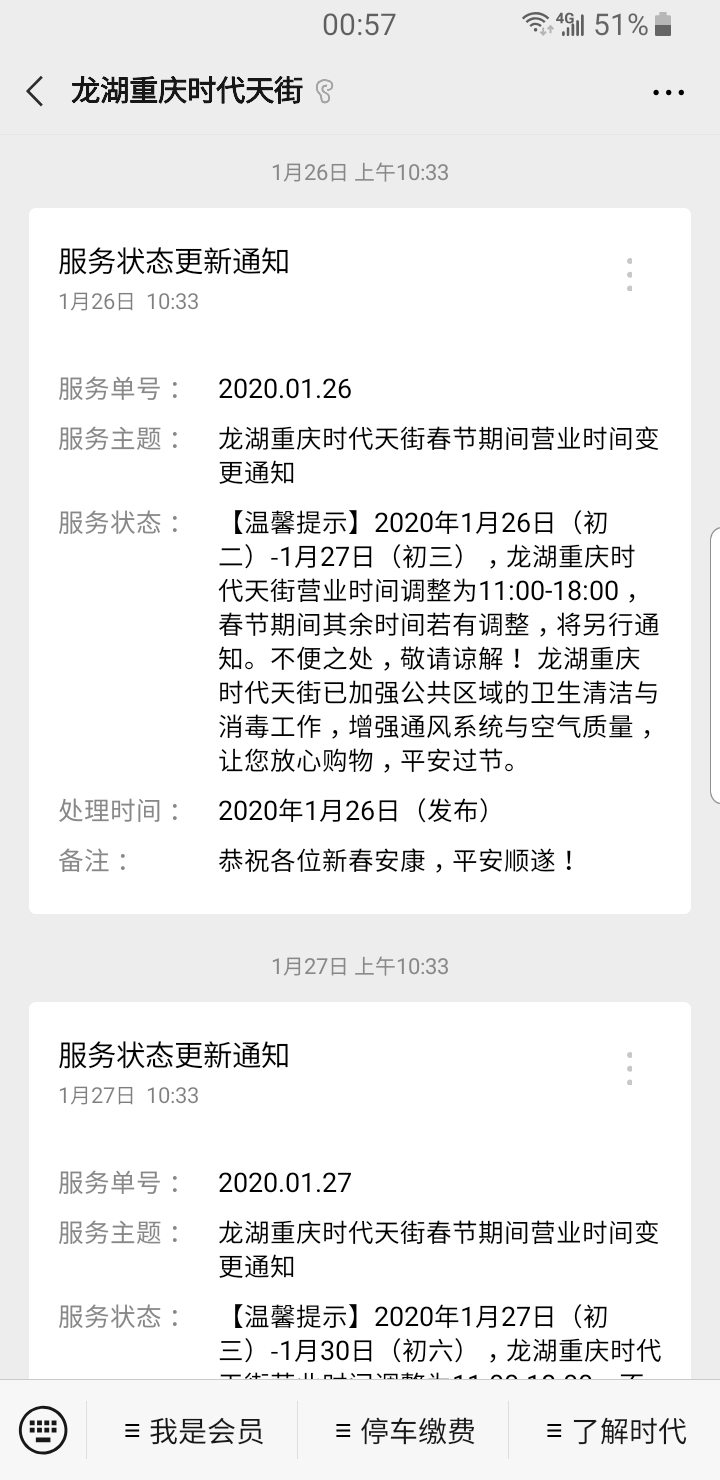 00:57
4G 51%
龙湖重庆时代天街
1月26日 上午10:33
服务状态更新通知
1月26日 10:33
服务单号： 2020.01.26
服务主题： 龙湖重庆时代天街春节期间营业时间变
更通知
服务状态： 【温馨提示】2020年1月26日（初
二）-1月27日（初三），龙湖重庆时
代天街营业时间调整为11:00-18:00，
春节期间其余时间若有调整，将另行通
知。不便之处，敬请谅解！ 龙湖重庆
时代天街已加强公共区域的卫生清洁与
消毒工作，增强通风系统与空气质量，
让您放心购物，平安过节。
处理时间： 2020年1月26日（发布）
备注： 恭祝各位新春安康，平安顺遂！
1月27日 上午10:33
服务状态更新通知
1月27日 10:33
服务单号： 2020.01.27
服务主题： 龙湖重庆时代天街春节期间营业时间变
更通知
服务状态： 【温馨提示】2020年1月27日（初
三）-1月30日（初六），龙湖重庆时代
我是会员 停车缴费 了解时代